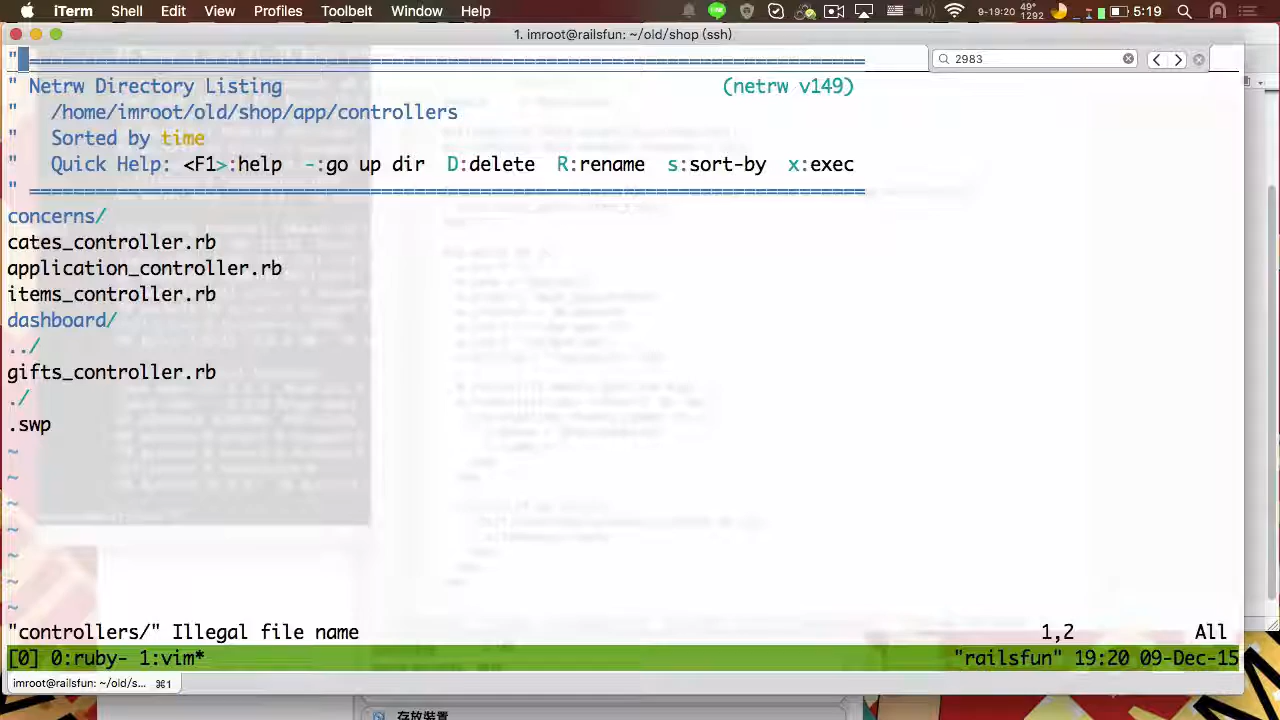 iTerm Shell Edit View Profiles Toolbelt Window Help
9-19:20 49° 1292 5:19
1. imroot@railsfun: ~/old/shop (ssh)
2983
" ============================================================================
" Netrw Directory Listing (netrw v149)
" /home/imroot/old/shop/app/controllers
" Sorted by time
" Quick Help: <F1>:help -:go up dir D:delete R:rename s:sort-by x:exec
" ============================================================================
concerns/
cates_controller.rb
application_controller.rb
items_controller.rb
dashboard/
../
gifts_controller.rb
./
.swp
~
~
~
~
~
~
~
"controllers/" Illegal file name 1,2 All
[0] 0:ruby- 1:vim* "railsfun" 19:20 09-Dec-15
imroot@railsfun: ~/old/s... ⌘1
存放裝置